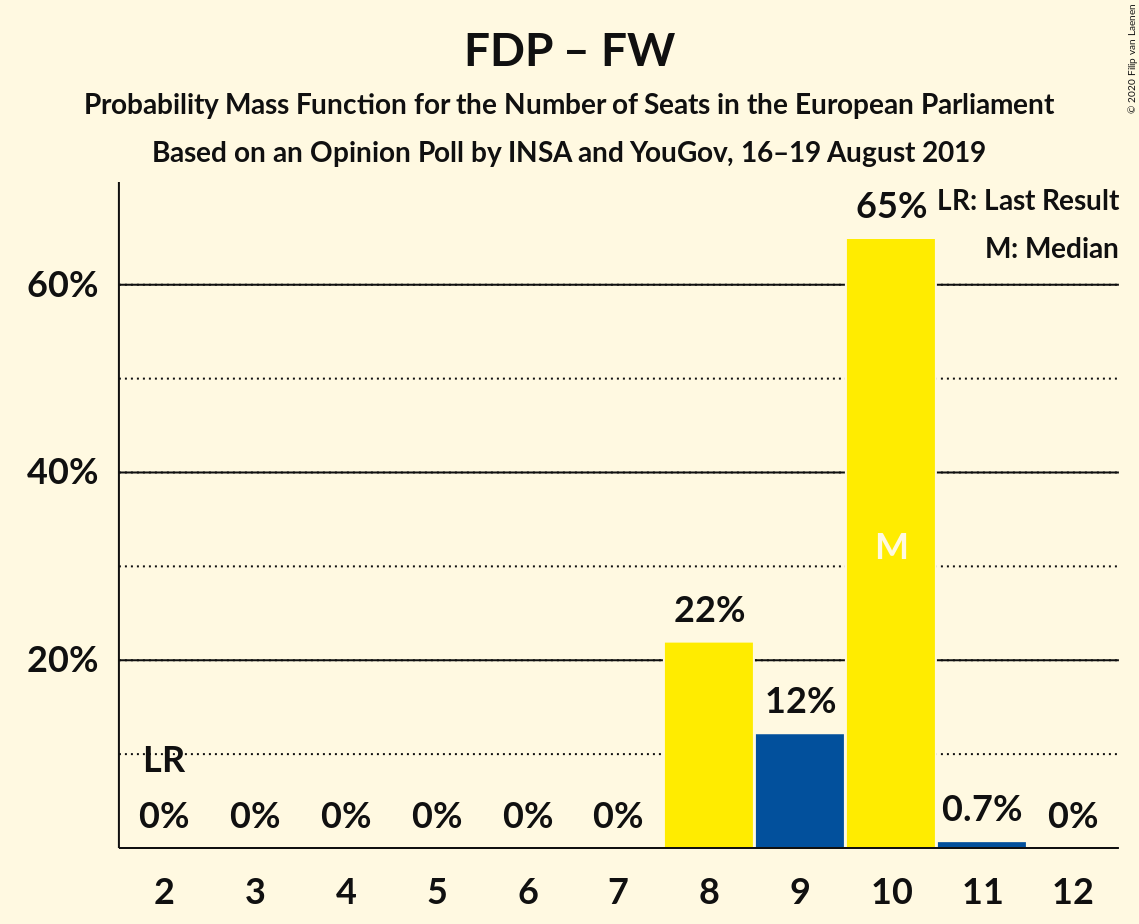 FDP – FW
Probability Mass Function for the Number of Seats in the European Parliament
Based on an Opinion Poll by INSA and YouGov, 16–19 August 2019
© 2020 Filip van Laenen
LR: Last Result
M: Median
60%
40%
20%
LR
0%
0%
0%
0%
0%
0%
22%
12%
65%
M
0.7%
0%
2 3 4 5 6 7 8 9 10 11 12